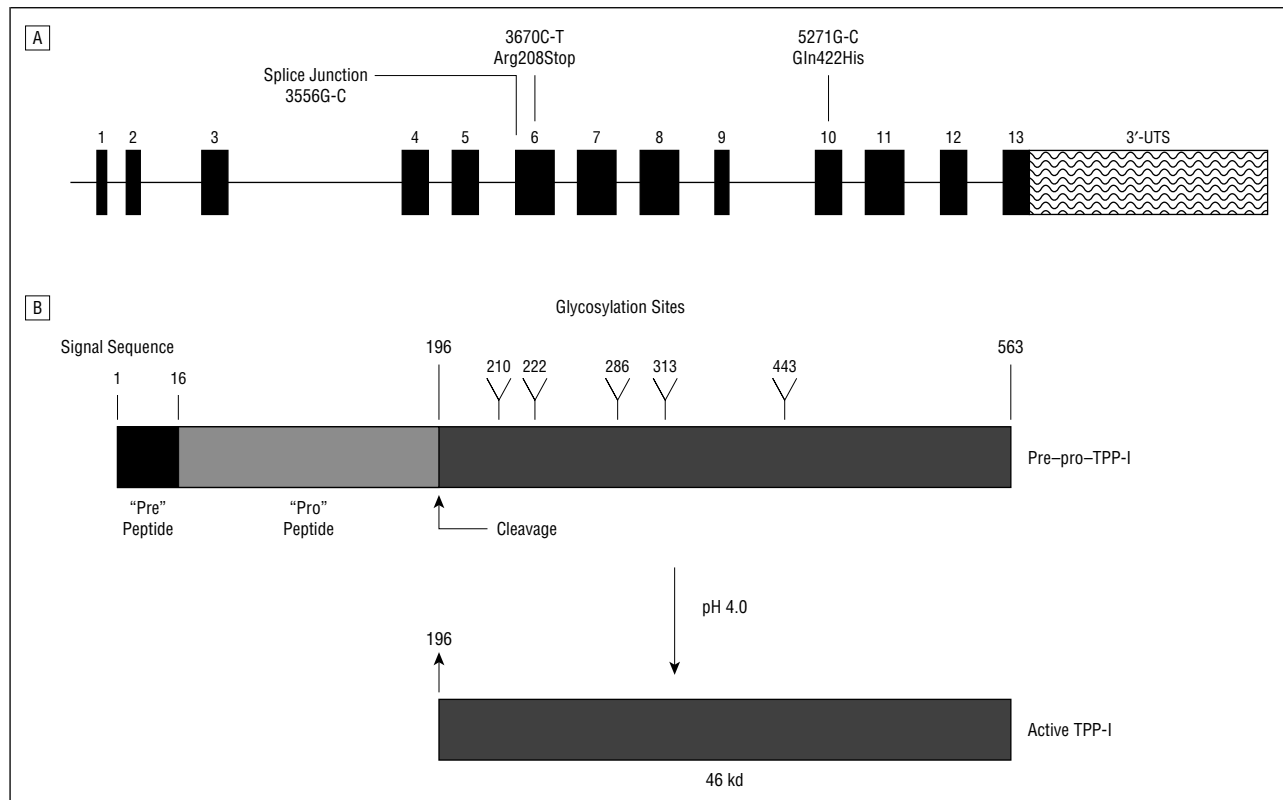 A
3670C-T
Arg208Stop
5271G-C
Gln422His
Splice Junction
3556G-C
1 2 3 4 5 6 7 8 9 10 11 12 13 3′-UTS
B
Glycosylation Sites
Signal Sequence
196
563
1 16
210 222 286 313 443
Pre–pro–TPP-I
“Pre”
Peptide
“Pro”
Peptide
Cleavage
pH 4.0
196
Active TPP-I
46 kd